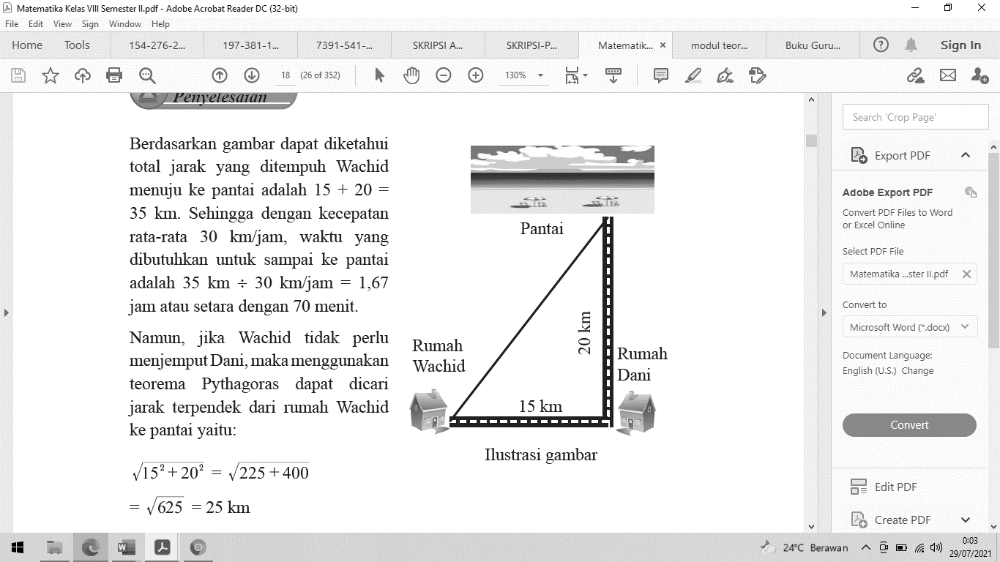 Matematika Kelas VIII Semester II.pdf - Adobe Acrobat Reader DC (32-bit)
File Edit View Sign Window Help
Home Tools 154-276-2... 197-381-1... 7391-541-... SKRIPSI A... SKRIPSI-P... Matematik... × modul teor... Buku Guru... Sign In
18 (26 of 352) 130%
Penyelesaian
Berdasarkan gambar dapat diketahui
total jarak yang ditempuh Wachid
menuju ke pantai adalah 15 + 20 =
35 km. Sehingga dengan kecepatan
rata-rata 30 km/jam, waktu yang
dibutuhkan untuk sampai ke pantai
adalah 35 km ÷ 30 km/jam = 1,67
jam atau setara dengan 70 menit.
Namun, jika Wachid tidak perlu
menjemput Dani, maka menggunakan
teorema Pythagoras dapat dicari
jarak terpendek dari rumah Wachid
ke pantai yaitu:
√15² + 20² = √225 + 400
= √625 = 25 km
Pantai
20 km
Rumah
Wachid
Rumah
Dani
15 km
Ilustrasi gambar
Search 'Crop Page'
Export PDF
Adobe Export PDF
Convert PDF Files to Word
or Excel Online
Select PDF File
Matematika ...ster II.pdf
Convert to
Microsoft Word (*.docx)
Document Language:
English (U.S.) Change
Convert
Edit PDF
Create PDF
24°C Berawan
0:03
29/07/2021